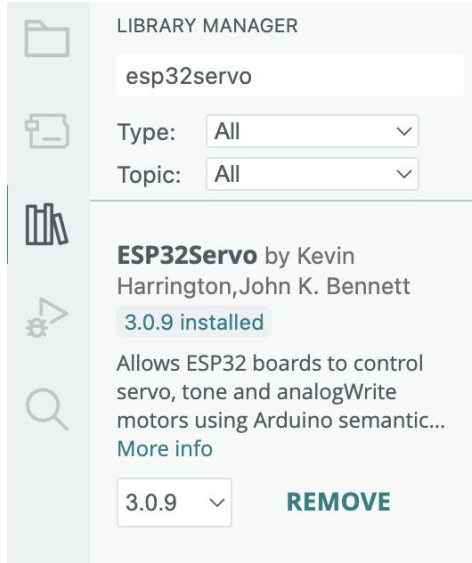 LIBRARY MANAGER
esp32servo
Type: All
Topic: All
ESP32Servo by Kevin
Harrington,John K. Bennett
3.0.9 installed
Allows ESP32 boards to control
servo, tone and analogWrite
motors using Arduino semantic...
More info
3.0.9 REMOVE